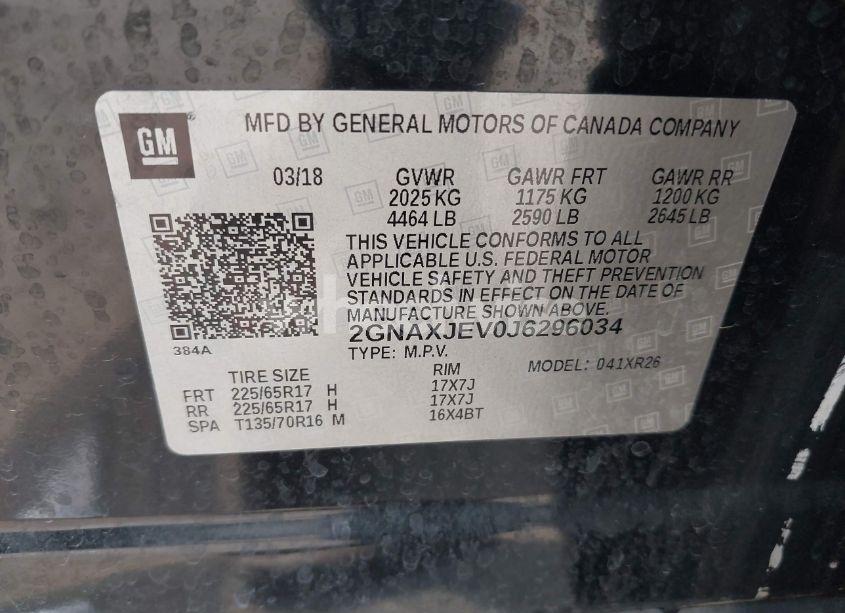 GM
MFD BY GENERAL MOTORS OF CANADA COMPANY
03/18 GVWR GAWR FRT GAWR RR
2025 KG 1175 KG 1200 KG
4464 LB 2590 LB 2645 LB
THIS VEHICLE CONFORMS TO ALL
APPLICABLE U.S. FEDERAL MOTOR
VEHICLE SAFETY AND THEFT PREVENTION
STANDARDS IN EFFECT ON THE DATE OF
MANUFACTURE SHOWN ABOVE.
2GNAXJEV0J6296034
384A
TYPE: M.P.V. MODEL: 041XR26
TIRE SIZE RIM
FRT 225/65R17 H 17X7J
RR 225/65R17 H 17X7J
SPA T135/70R16 M 16X4BT